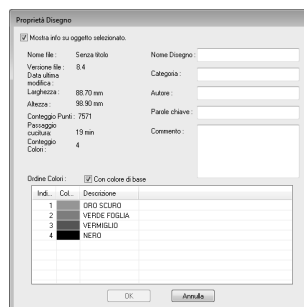 Proprietà Disegno
Mostra info su oggetto selezionato.
Nome file : Senza titolo
Versione file : 8.4
Data ultima modifica :
Larghezza : 88.70 mm
Altezza : 98.90 mm
Conteggio Punti : 7571
Passaggio cucitura: 19 min
Conteggio Colori : 4
Nome Disegno :
Categoria :
Autore :
Parole chiave :
Commento :
Ordine Colori : Con colore di base
Indi... Col... Descrizione
1 ORO SCURO
2 VERDE FOGLIA
3 VERMIGLIO
4 NERO
OK Annulla